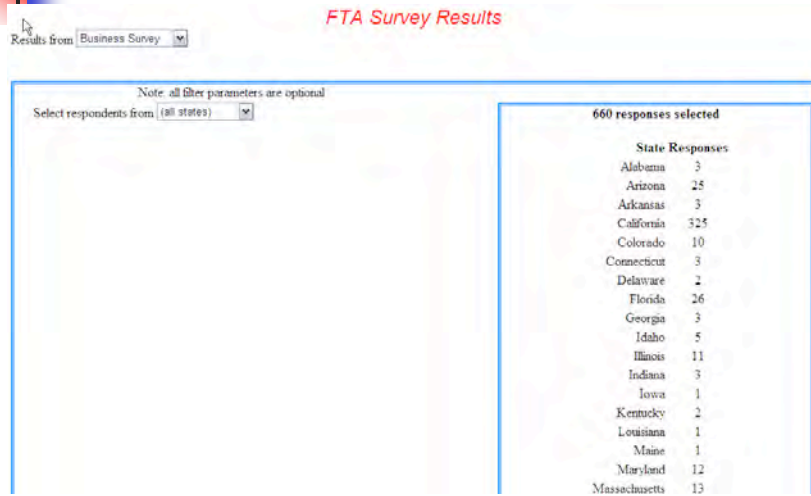 FTA Survey Results
Results from Business Survey
Note: all filter parameters are optional
Select respondents from (all states)
660 responses selected
State Responses
Alabama 3
Arizona 25
Arkansas 3
California 325
Colorado 10
Connecticut 3
Delaware 2
Florida 26
Georgia 3
Idaho 5
Illinois 11
Indiana 3
Iowa 1
Kentucky 2
Louisiana 1
Maine 1
Maryland 12
Massachusetts 13